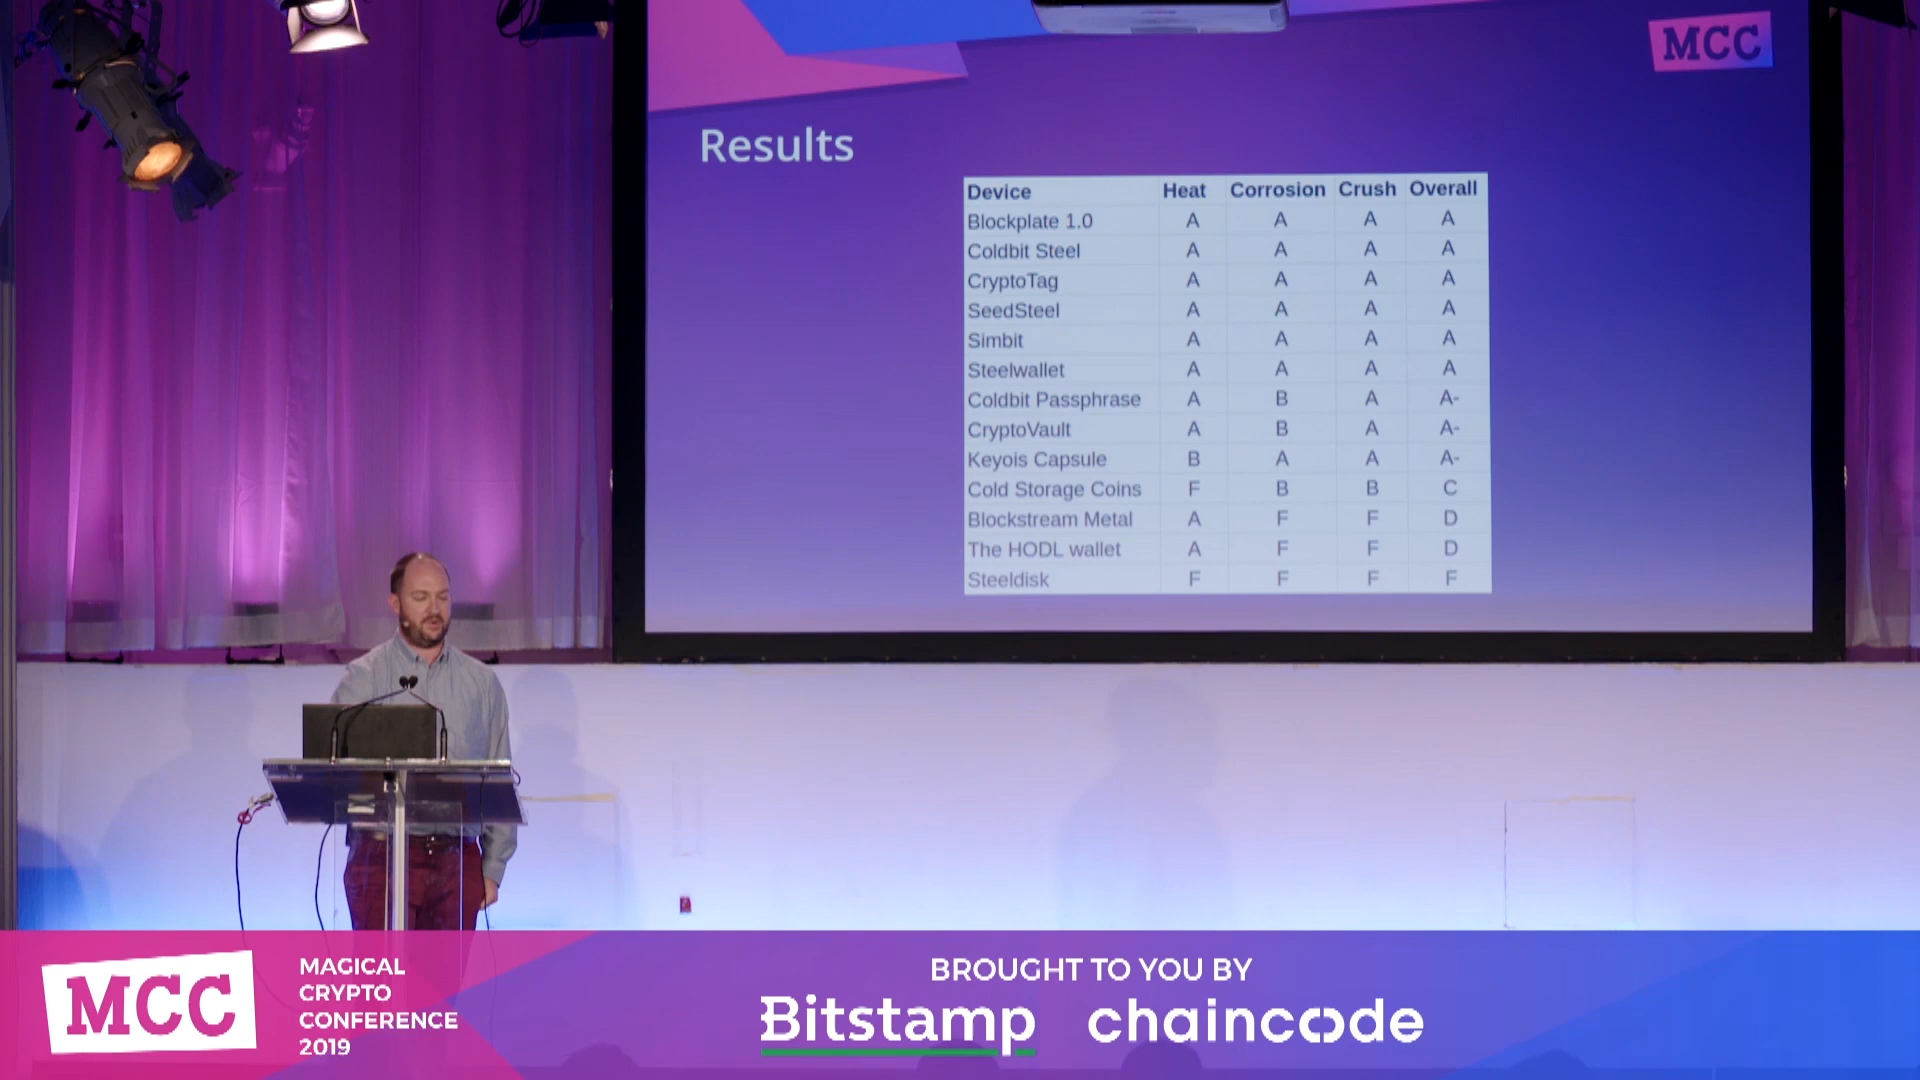 MCC
Results
Device Heat Corrosion Crush Overall
Blockplate 1.0 A A A A
Coldbit Steel A A A A
CryptoTag A A A A
SeedSteel A A A A
Simbit A A A A
Steelwallet A A A A
Coldbit Passphrase A B A A-
CryptoVault A B A A-
Keyois Capsule B A A A-
Cold Storage Coins F B B C
Blockstream Metal A F F D
The HODL wallet A F F D
Steeldisk F F F F
MCC
MAGICAL
CRYPTO
CONFERENCE
2019
BROUGHT TO YOU BY
Bitstamp chaincode